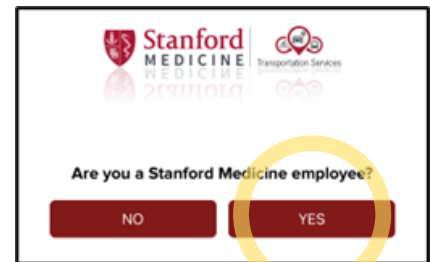 Stanford
MEDICINE
Transportation Services
Are you a Stanford Medicine employee?
NO
YES